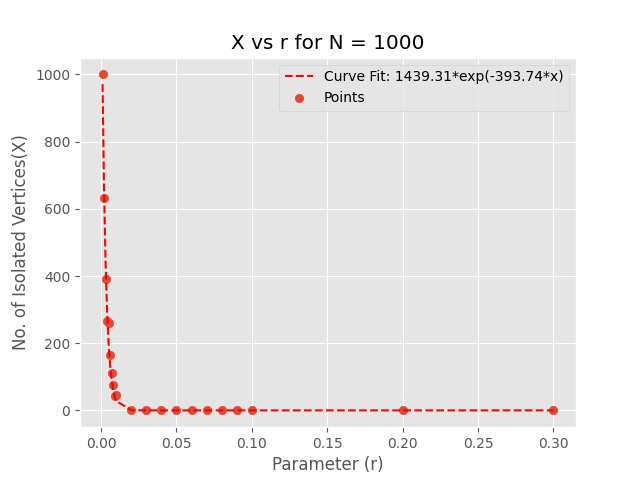 X vs r for N = 1000
Curve Fit: 1439.31*exp(-393.74*x)
Points
No. of Isolated Vertices(X)
1000
800
600
400
200
0
0.00 0.05 0.10 0.15 0.20 0.25 0.30
Parameter (r)